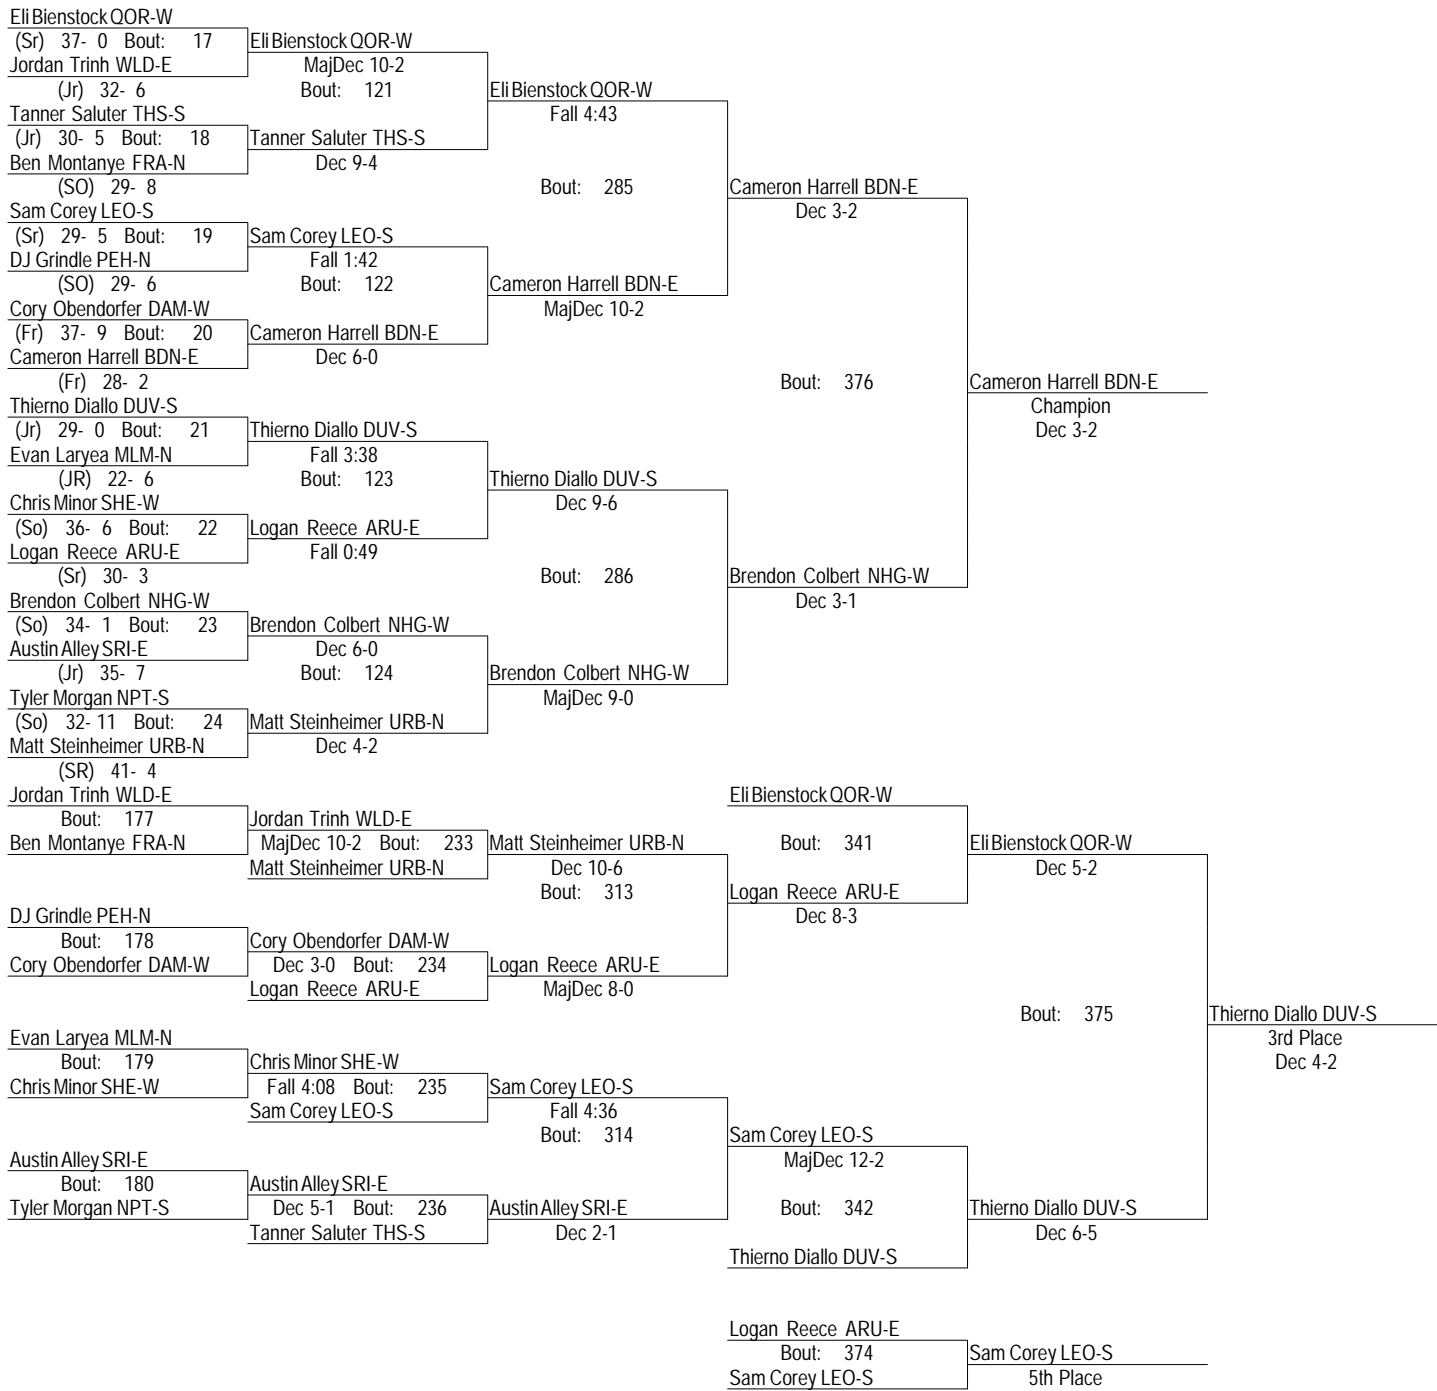 Eli Bienstock QOR-W
(Sr) 37- 0 Bout: 17 Eli Bienstock QOR-W
Jordan Trinh WLD-E MajDec 10-2
(Jr) 32- 6 Bout: 121 Eli Bienstock QOR-W
Tanner Saluter THS-S Fall 4:43
(Jr) 30- 5 Bout: 18 Tanner Saluter THS-S
Ben Montanye FRA-N Dec 9-4
(SO) 29- 8 Bout: 285 Cameron Harrell BDN-E
Sam Corey LEO-S Dec 3-2
(Sr) 29- 5 Bout: 19 Sam Corey LEO-S
DJ Grindle PEH-N Fall 1:42
(SO) 29- 6 Bout: 122 Cameron Harrell BDN-E
Cory Obendorfer DAM-W MajDec 10-2
(Fr) 37- 9 Bout: 20 Cameron Harrell BDN-E
Cameron Harrell BDN-E Dec 6-0
(Fr) 28- 2 Bout: 376 Cameron Harrell BDN-E
Thierno Diallo DUV-S Champion
(Jr) 29- 0 Bout: 21 Thierno Diallo DUV-S Dec 3-2
Evan Laryea MLM-N Fall 3:38
(JR) 22- 6 Bout: 123 Thierno Diallo DUV-S
Chris Minor SHE-W Dec 9-6
(So) 36- 6 Bout: 22 Logan Reece ARU-E
Logan Reece ARU-E Fall 0:49
(Sr) 30- 3 Bout: 286 Brendon Colbert NHG-W
Brendon Colbert NHG-W Dec 3-1
(So) 34- 1 Bout: 23 Brendon Colbert NHG-W
Austin Alley SRI-E Dec 6-0
(Jr) 35- 7 Bout: 124 Brendon Colbert NHG-W
Tyler Morgan NPT-S MajDec 9-0
(So) 32- 11 Bout: 24 Matt Steinheimer URB-N
Matt Steinheimer URB-N Dec 4-2
(SR) 41- 4
Jordan Trinh WLD-E Eli Bienstock QOR-W
Bout: 177 Jordan Trinh WLD-E
Ben Montanye FRA-N MajDec 10-2 Bout: 233 Matt Steinheimer URB-N Bout: 341 Eli Bienstock QOR-W
Matt Steinheimer URB-N Dec 10-6 Dec 5-2
Bout: 313 Logan Reece ARU-E
DJ Grindle PEH-N Dec 8-3
Bout: 178 Cory Obendorfer DAM-W
Cory Obendorfer DAM-W Dec 3-0 Bout: 234 Logan Reece ARU-E
Logan Reece ARU-E MajDec 8-0
Bout: 375 Thierno Diallo DUV-S
Evan Laryea MLM-N 3rd Place
Bout: 179 Chris Minor SHE-W Dec 4-2
Chris Minor SHE-W Fall 4:08 Bout: 235 Sam Corey LEO-S
Sam Corey LEO-S Fall 4:36
Bout: 314 Sam Corey LEO-S
Austin Alley SRI-E MajDec 12-2
Bout: 180 Austin Alley SRI-E
Tyler Morgan NPT-S Dec 5-1 Bout: 236 Austin Alley SRI-E Bout: 342 Thierno Diallo DUV-S
Tanner Saluter THS-S Dec 2-1 Dec 6-5
Thierno Diallo DUV-S
Logan Reece ARU-E
Bout: 374 Sam Corey LEO-S
Sam Corey LEO-S 5th Place